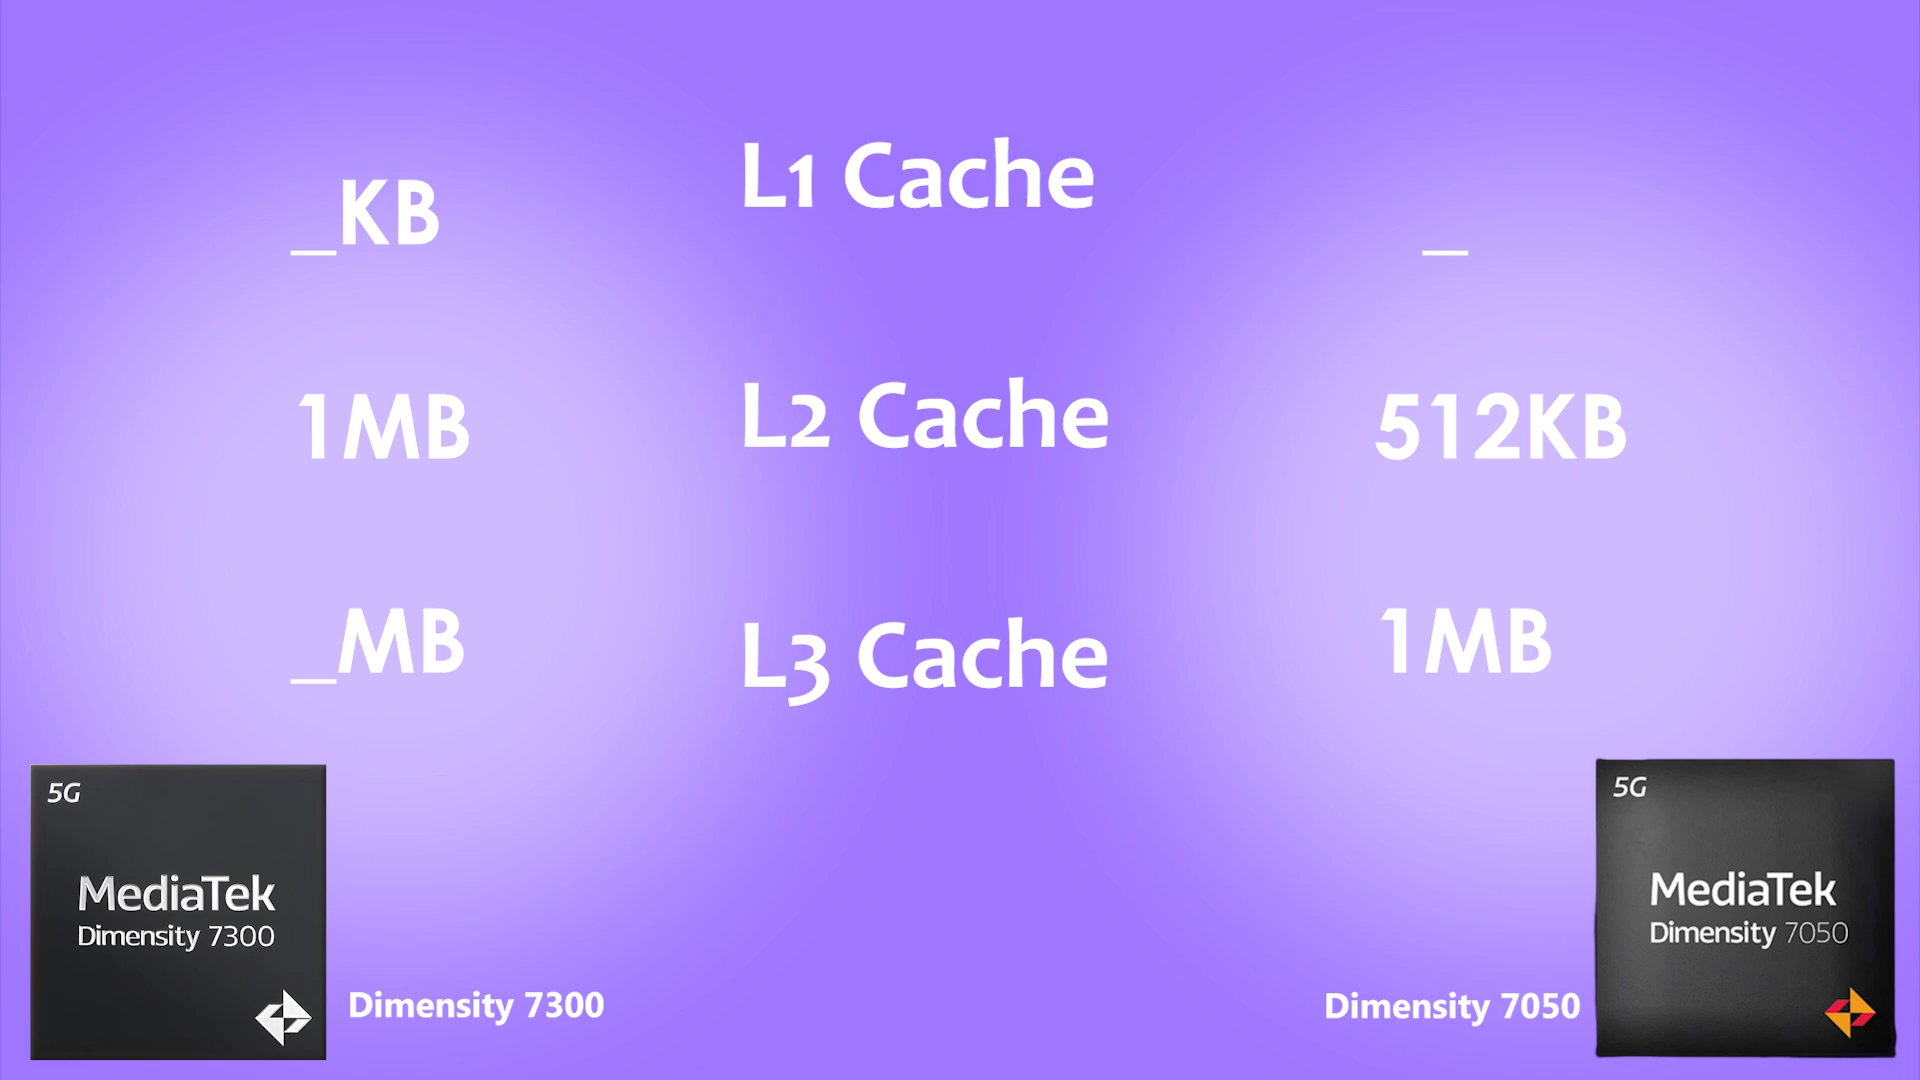 L1 Cache
_KB
_
L2 Cache
1MB
512KB
L3 Cache
_MB
1MB
5G
MediaTek
Dimensity 7300
Dimensity 7300
5G
MediaTek
Dimensity 7050
Dimensity 7050